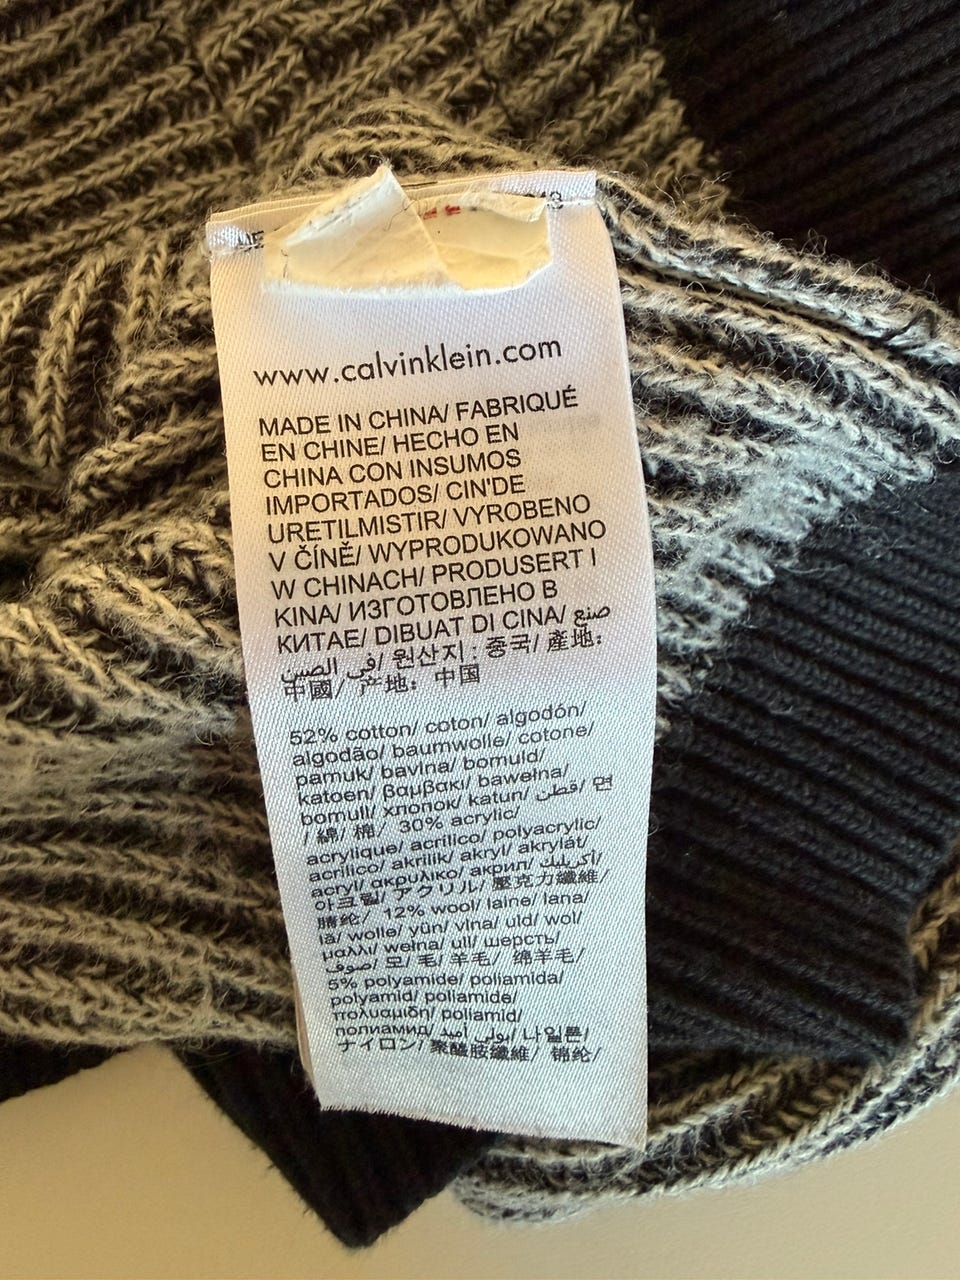 www.calvinklein.com
MADE IN CHINA/ FABRIQUÉ
EN CHINE/ HECHO EN
CHINA CON INSUMOS
IMPORTADOS/ CIN'DE
URETILMISTIR/ VYROBENO
V ČÍNĚ/ WYPRODUKOWANO
W CHINACH/ PRODUSERT I
KINA/ ИЗГОТОВЛЕНО В
КИТАЕ/ DIBUAT DI CINA/ صنع
في الصين/ 원산지 : 중국/ 產地:
中國/ 产地: 中国
52% cotton/ coton/ algodón/
algodão/ baumwolle/ cotone/
pamuk/ bavlna/ bomuld/
katoen/ βαμβακι/ bawełna/
bomull/ хлопок/ katun/ قطن/ 면
/ 綿/ 棉/ 30% acrylic/
acrylique/ acrílico/ polyacrylic/
acrilico/ akrilik/ akryl/ akrylát/
acryl/ ακρυλικο/ акрил/ أكريليك/
아크릴/ アクリル/ 壓克力纖維/
腈纶/ 12% wool/ laine/ lana/
lã/ wolle/ yün/ vlna/ uld/ wol/
μαλλι/ wełna/ ull/ шерсть/
صوف/ 모/ 毛/ 羊毛/ 绵羊毛/
5% polyamide/ poliamida/
polyamid/ poliamide/
πολυαμιδη/ poliamid/
полиамид/ بولي أميد/ 나일론/
ナイロン/ 聚醯胺纖維/ 锦纶/